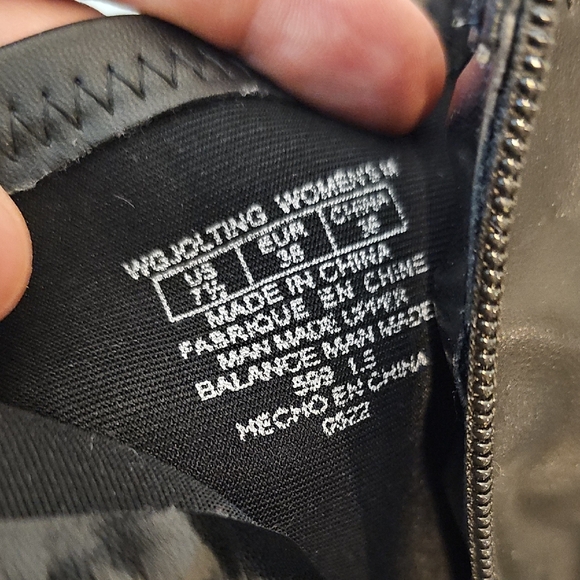 WGJOLTING WOMEN'S M
US EUR CHINA
7½ 38 38
MADE IN CHINA
FABRIQUE EN CHINE
MAN MADE UPPER
BALANCE MAN MADE
593 1.5
HECHO EN CHINA
0522